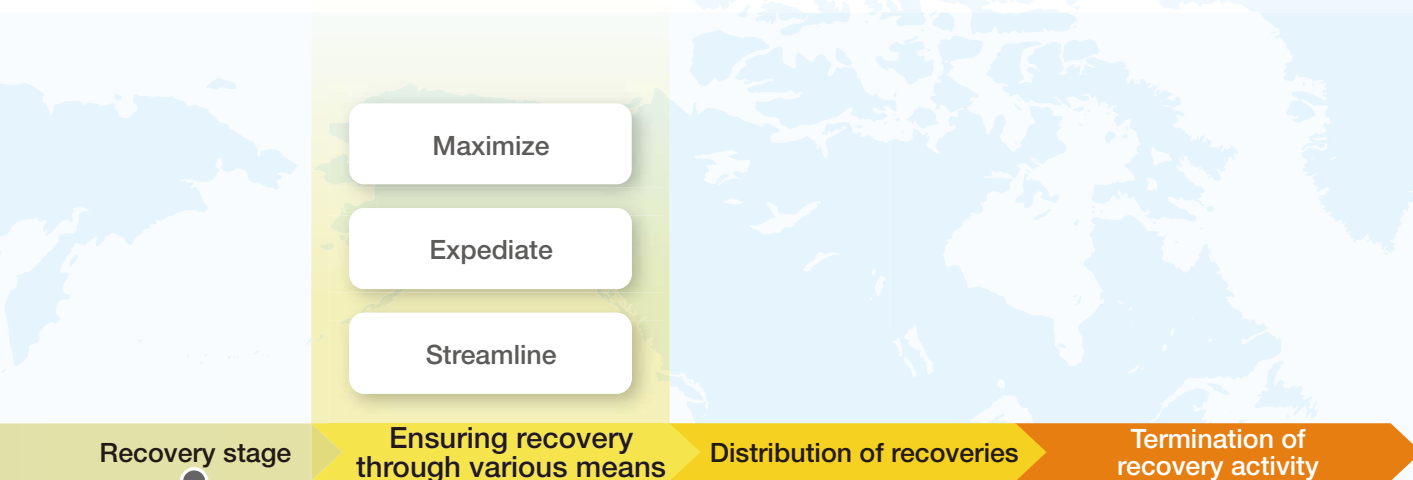 Maximize
Expediate
Streamline
Recovery stage
Ensuring recovery
through various means
Distribution of recoveries
Termination of
recovery activity